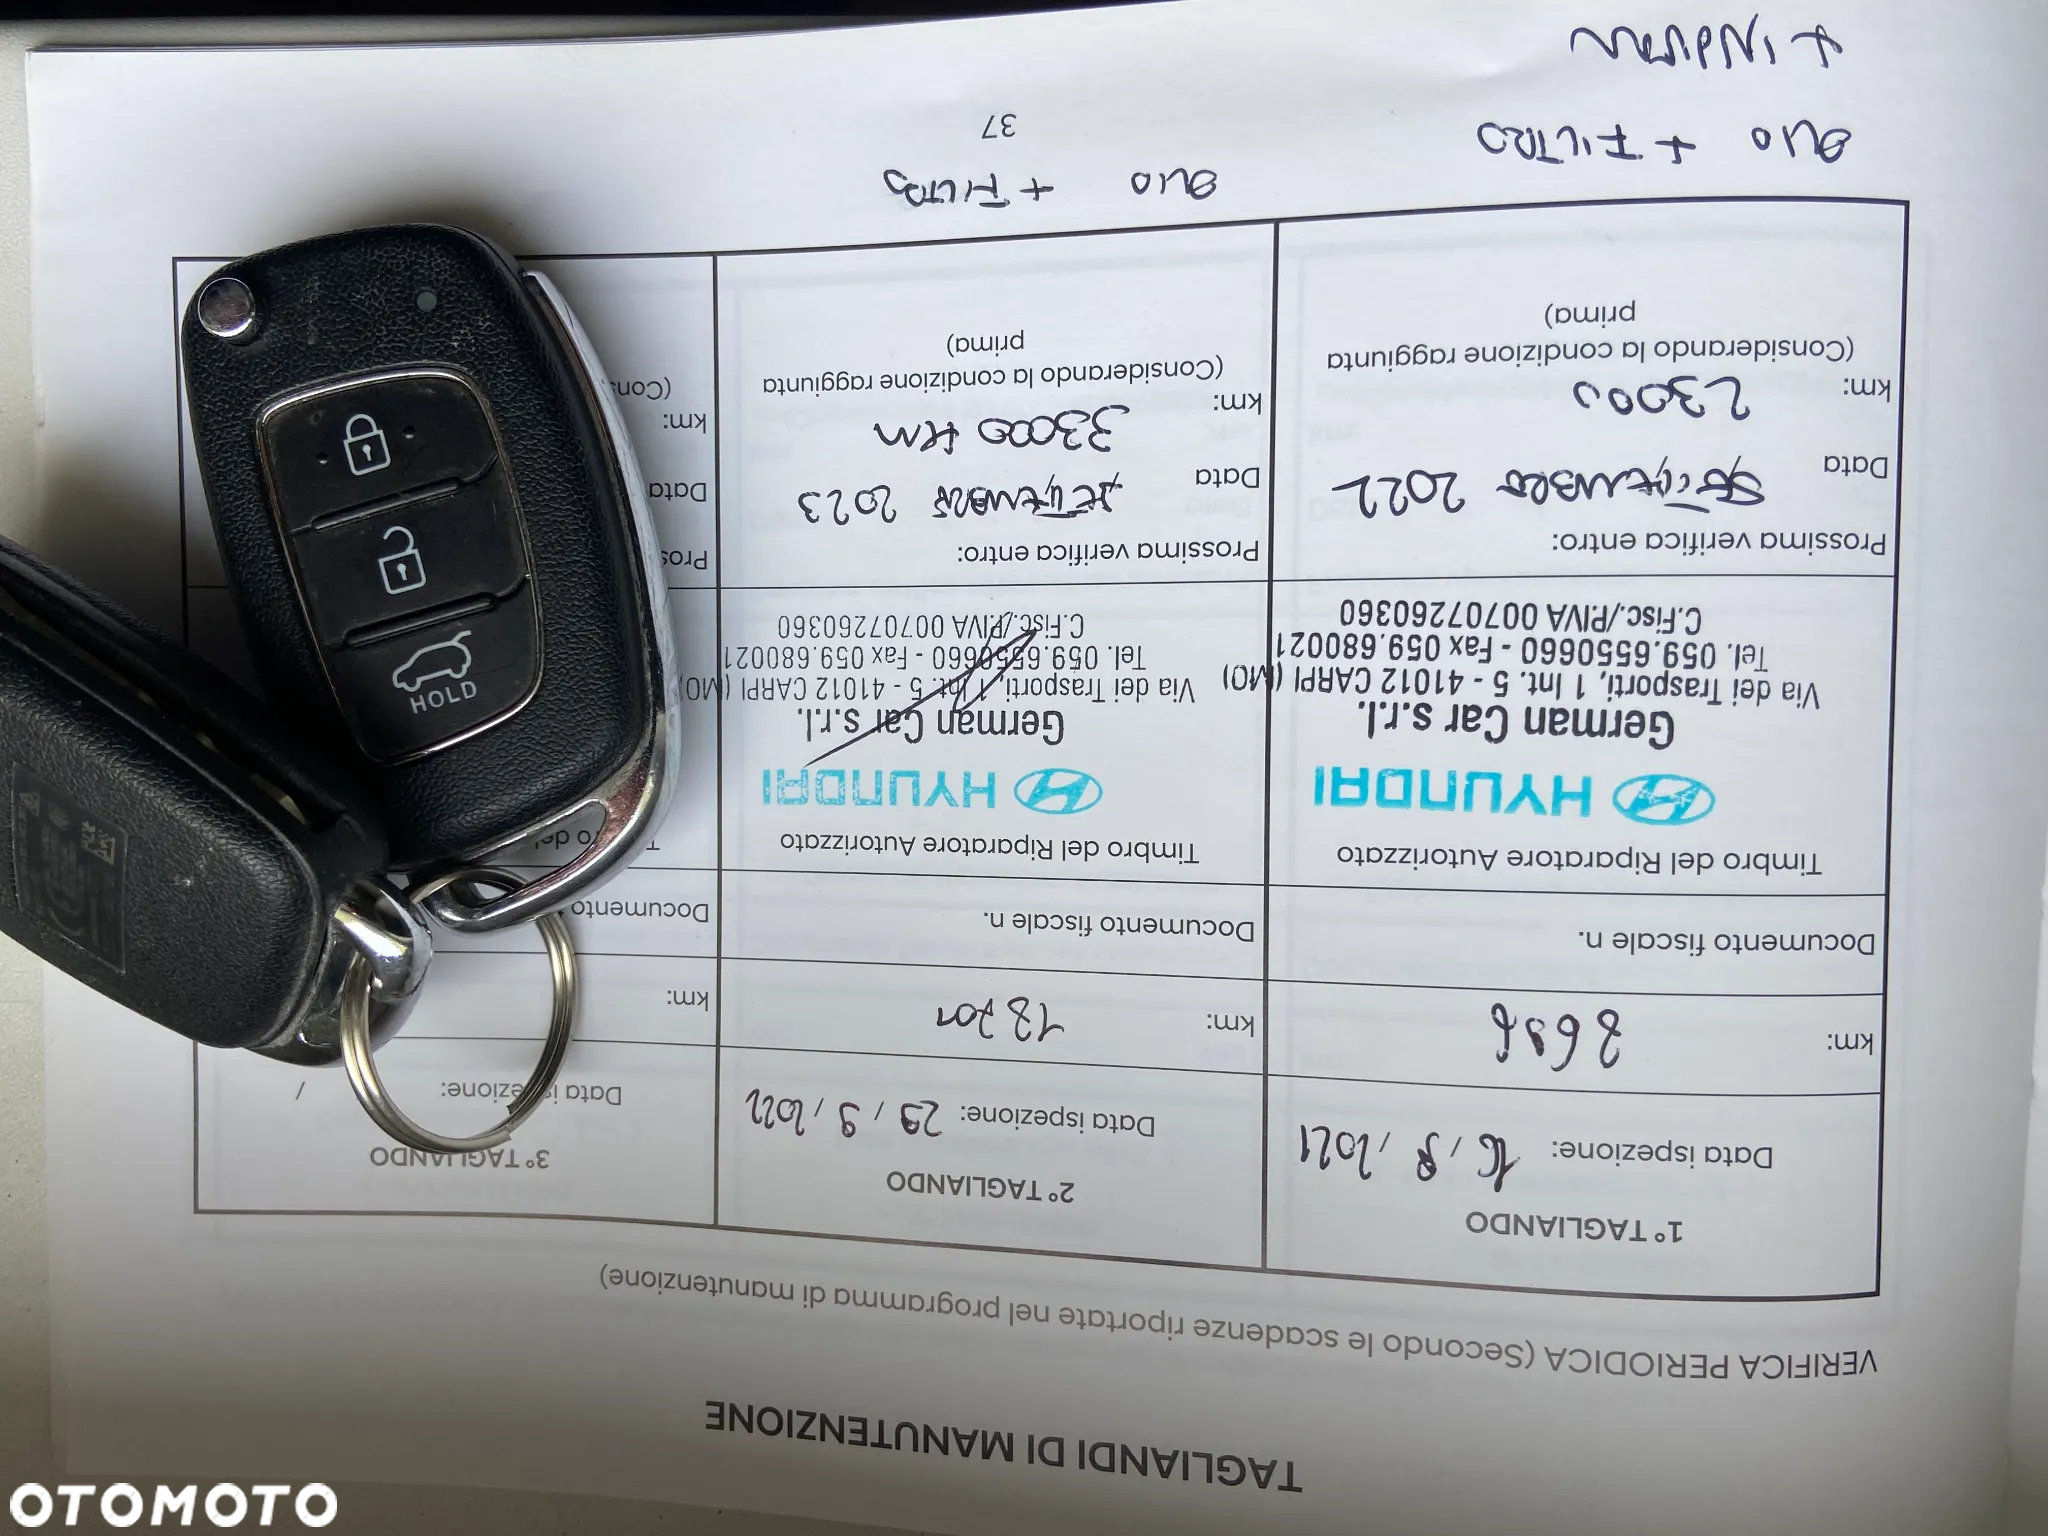 TAGLIANDI DI MANUTENZIONE
VERIFICA PERIODICA (Secondo le scadenze riportate nel programma di manutenzione)
1° TAGLIANDO
Data ispezione: 16 / 9 / 2021
km:
Documento fiscale n.
Timbro del Riparatore Autorizzato
HYUNDAI
German Car s.r.l.
Via dei Trasporti, 1 Int. 5 - 41012 CARPI (MO)
Tel. 059.6550660 - Fax 059.680021
C.Fisc./P.IVA 00707260360
Prossima verifica entro:
Data SETTEMBRE 2022
km: 23000
(Considerando la condizione raggiunta
prima)
OLIO + FILTRO
2° TAGLIANDO
Data ispezione: 29 / 9 / 2022
km: 18701
Documento fiscale n.
Timbro del Riparatore Autorizzato
HYUNDAI
German Car s.r.l.
Via dei Trasporti, 1 Int. 5 - 41012 CARPI (MO)
Tel. 059.6550660 - Fax 059.680021
C.Fisc./P.IVA 00707260360
Prossima verifica entro:
Data SETTEMBRE 2023
km: 33000 KM
(Considerando la condizione raggiunta
prima)
OLIO + FILTRO
37
3° TAGLIANDO
Data ispezione: /
km:
Documento
Data
km:
HOLD
OTOMOTO